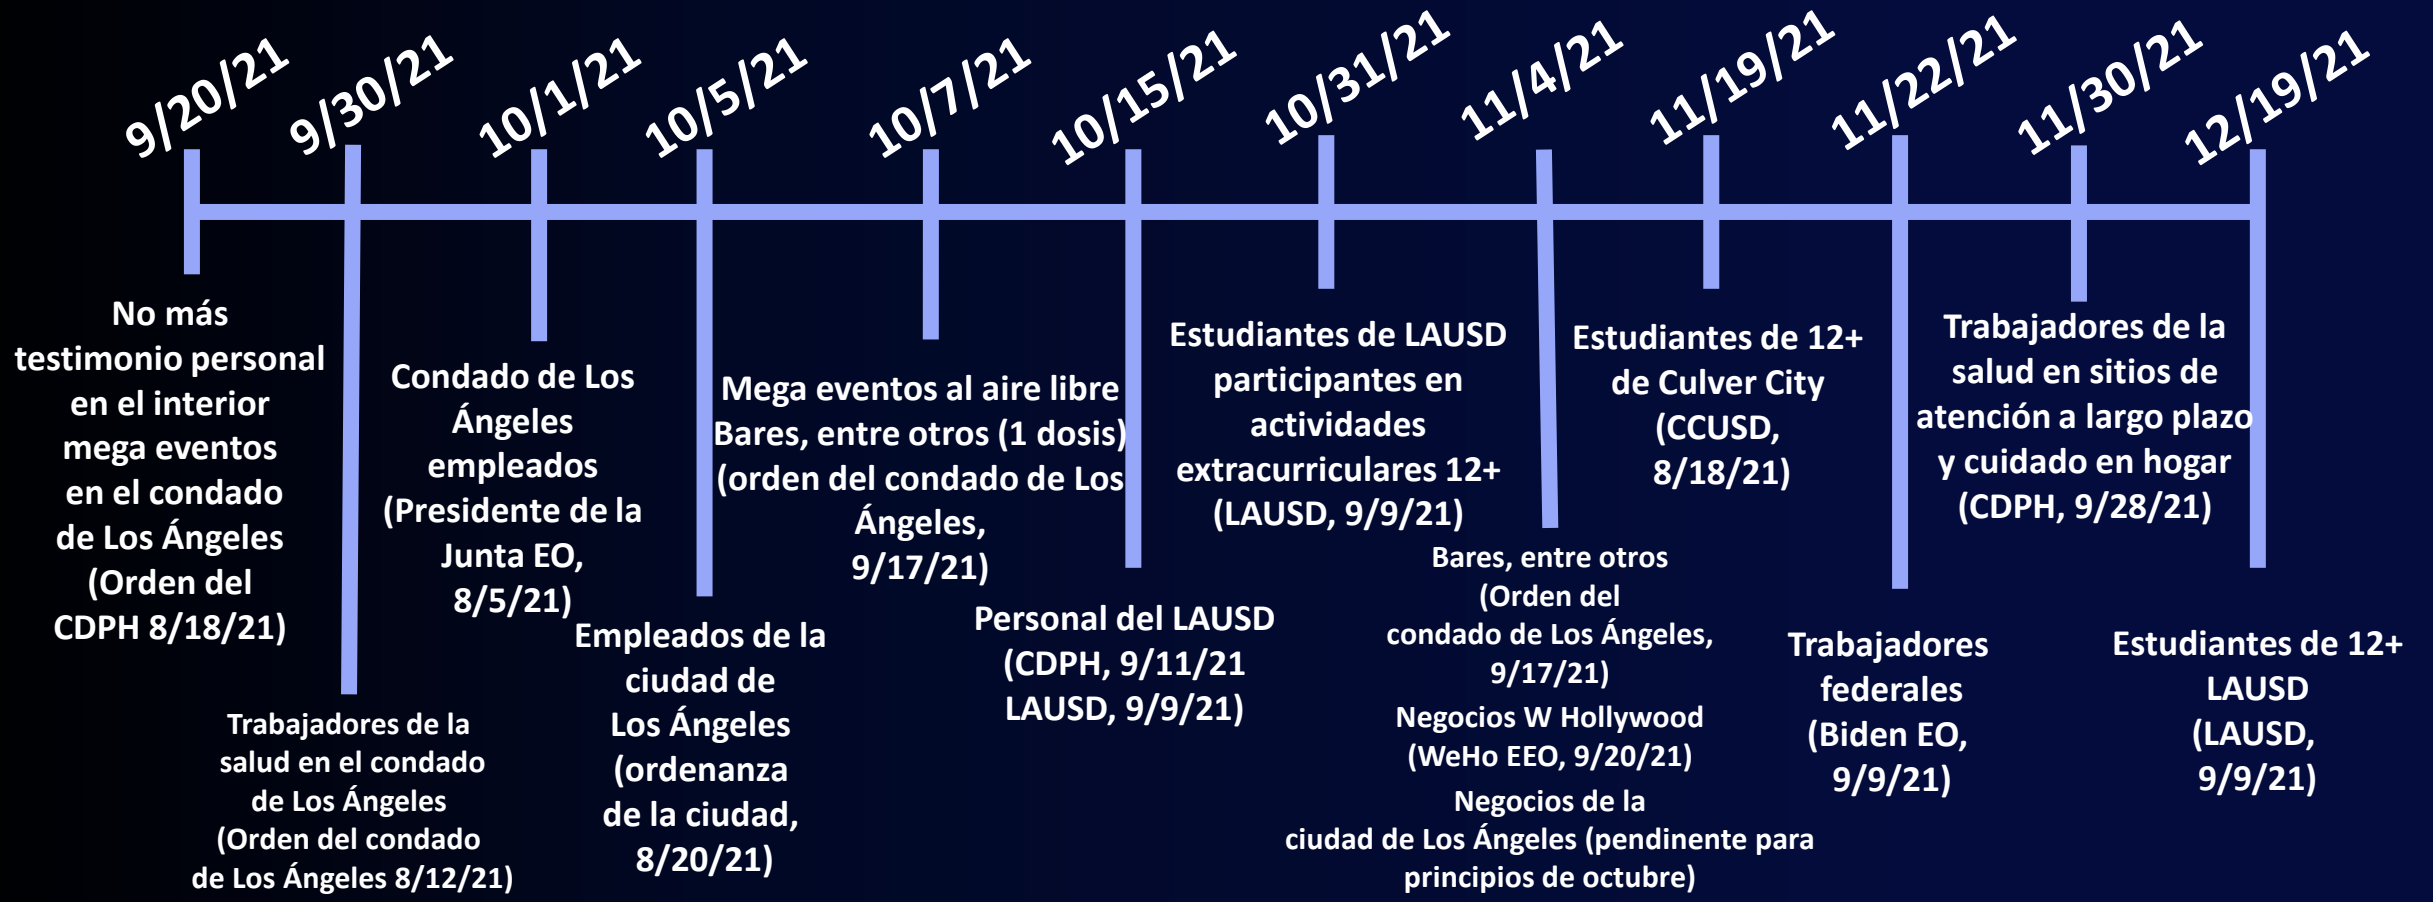 9/20/21
9/30/21
10/1/21
10/5/21
10/7/21
10/15/21
10/31/21
11/4/21
11/19/21
11/22/21
11/30/21
12/19/21
No más
testimonio personal
en el interior
mega eventos
en el condado
de Los Ángeles
(Orden del
CDPH 8/18/21)
Trabajadores de la
salud en el condado
de Los Ángeles
(Orden del condado
de Los Ángeles 8/12/21)
Condado de Los
Ángeles
empleados
(Presidente de la
Junta EO,
8/5/21)
Empleados de la
ciudad de
Los Ángeles
(ordenanza
de la ciudad,
8/20/21)
Mega eventos al aire libre
Bares, entre otros (1 dosis)
(orden del condado de Los
Ángeles,
9/17/21)
Personal del LAUSD
(CDPH, 9/11/21
LAUSD, 9/9/21)
Estudiantes de LAUSD
participantes en
actividades
extracurriculares 12+
(LAUSD, 9/9/21)
Bares, entre otros
(Orden del
condado de Los Ángeles,
9/17/21)
Negocios W Hollywood
(WeHo EEO, 9/20/21)
Negocios de la
ciudad de Los Ángeles (pendinente para
principios de octubre)
Estudiantes de 12+
de Culver City
(CCUSD,
8/18/21)
Trabajadores
federales
(Biden EO,
9/9/21)
Trabajadores de la
salud en sitios de
atención a largo plazo
y cuidado en hogar
(CDPH, 9/28/21)
Estudiantes de 12+
LAUSD
(LAUSD,
9/9/21)